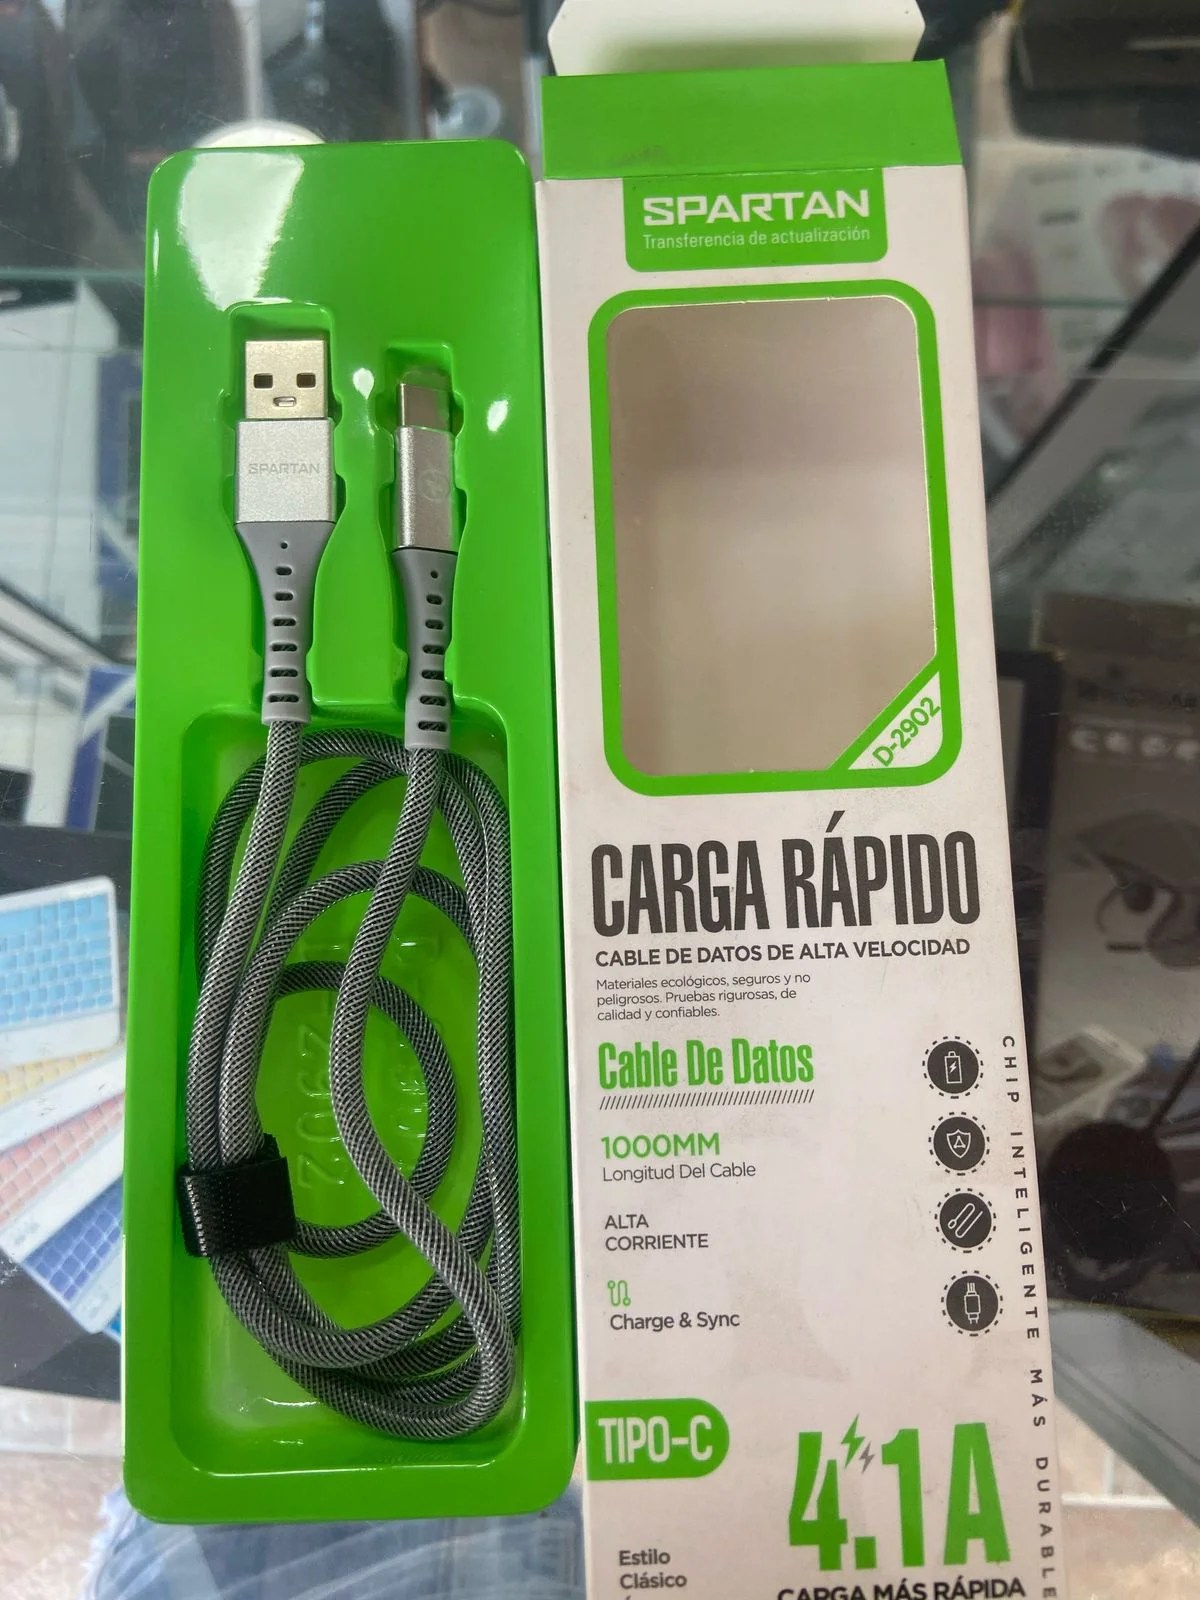 SPARTAN
Transferencia de actualización
SPARTAN
D-2902
CARGA RÁPIDO
CABLE DE DATOS DE ALTA VELOCIDAD
Materiales ecológicos, seguros y no
peligrosos. Pruebas rigurosas, de
calidad y confiables.
Cable De Datos
1000MM
Longitud Del Cable
ALTA
CORRIENTE
Charge & Sync
CHIP INTELIGENTE MÁS DURABLE
TIPO-C
4.1A
CARGA MÁS RÁPIDA
Estilo
Clásico